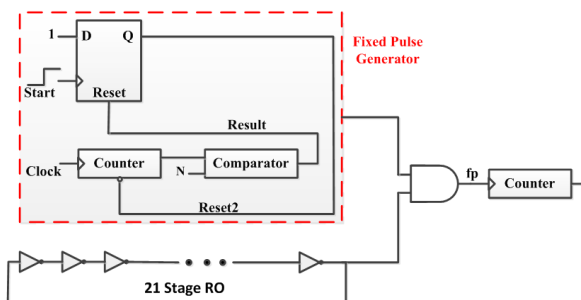 1
D
Q
Fixed Pulse
Generator
Start
Reset
Result
Clock
Counter
N
Comparator
fp
Counter
Reset2
21 Stage RO